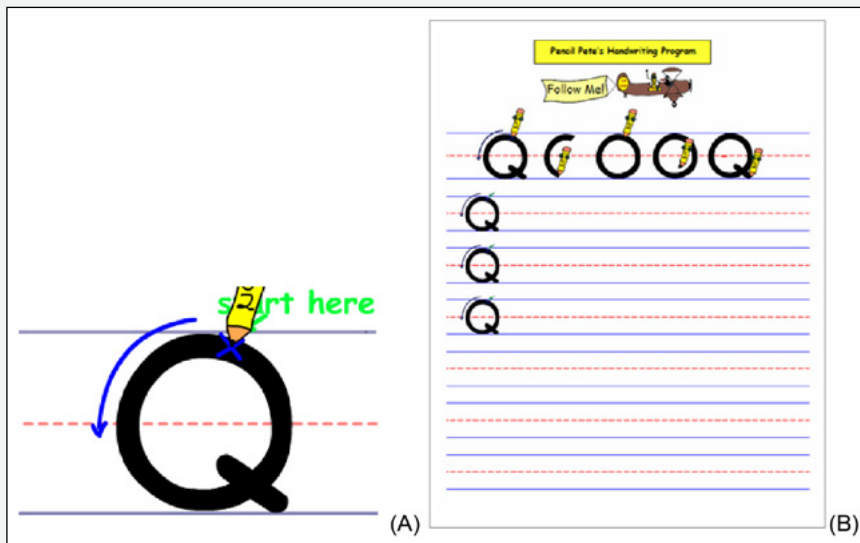 Pencil Pete's Handwriting Program
Follow Me!
Q Q
Q
Q
Q
start here
Q
(A)
(B)